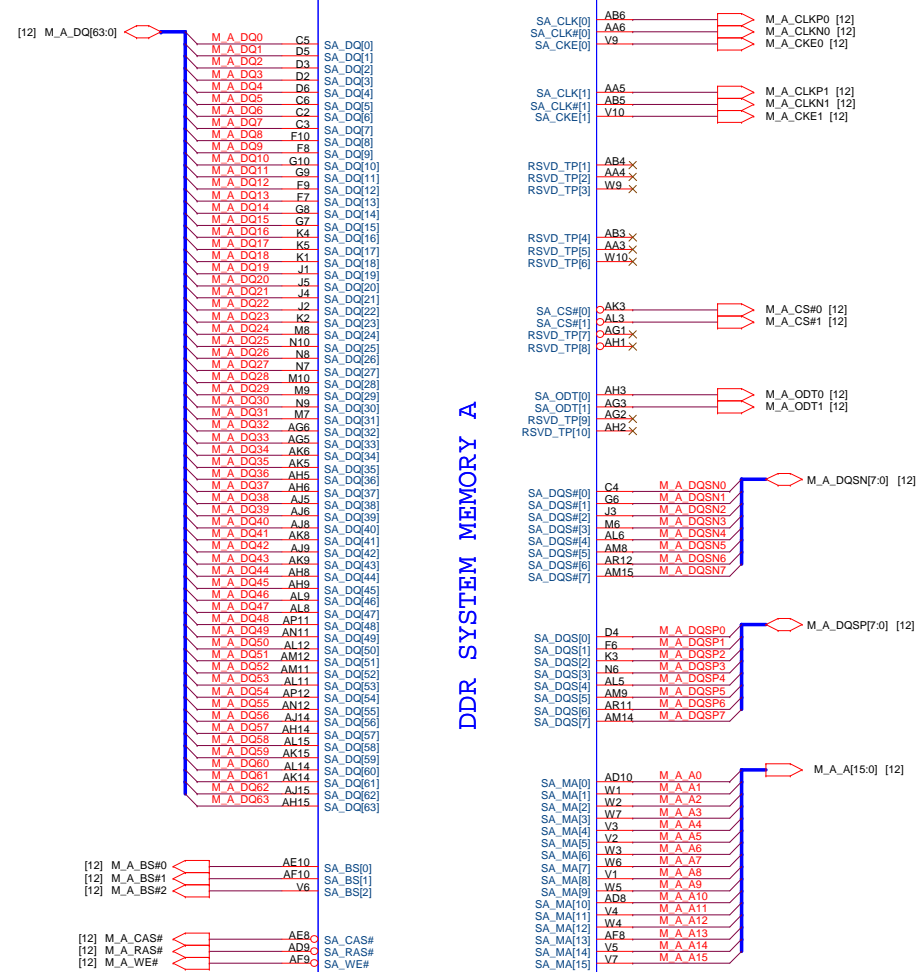 [12] M_A_DQ[63:0]
M_A_DQ0 C5 SA_DQ[0]
M_A_DQ1 D5 SA_DQ[1]
M_A_DQ2 D3 SA_DQ[2]
M_A_DQ3 D2 SA_DQ[3]
M_A_DQ4 D6 SA_DQ[4]
M_A_DQ5 C6 SA_DQ[5]
M_A_DQ6 C2 SA_DQ[6]
M_A_DQ7 C3 SA_DQ[7]
M_A_DQ8 F10 SA_DQ[8]
M_A_DQ9 F8 SA_DQ[9]
M_A_DQ10 G10 SA_DQ[10]
M_A_DQ11 G9 SA_DQ[11]
M_A_DQ12 F9 SA_DQ[12]
M_A_DQ13 F7 SA_DQ[13]
M_A_DQ14 G8 SA_DQ[14]
M_A_DQ15 G7 SA_DQ[15]
M_A_DQ16 K4 SA_DQ[16]
M_A_DQ17 K5 SA_DQ[17]
M_A_DQ18 K1 SA_DQ[18]
M_A_DQ19 J1 SA_DQ[19]
M_A_DQ20 J5 SA_DQ[20]
M_A_DQ21 J4 SA_DQ[21]
M_A_DQ22 J2 SA_DQ[22]
M_A_DQ23 K2 SA_DQ[23]
M_A_DQ24 M8 SA_DQ[24]
M_A_DQ25 N10 SA_DQ[25]
M_A_DQ26 N8 SA_DQ[26]
M_A_DQ27 N7 SA_DQ[27]
M_A_DQ28 M10 SA_DQ[28]
M_A_DQ29 M9 SA_DQ[29]
M_A_DQ30 N9 SA_DQ[30]
M_A_DQ31 M7 SA_DQ[31]
M_A_DQ32 AG6 SA_DQ[32]
M_A_DQ33 AG5 SA_DQ[33]
M_A_DQ34 AK6 SA_DQ[34]
M_A_DQ35 AK5 SA_DQ[35]
M_A_DQ36 AH5 SA_DQ[36]
M_A_DQ37 AH6 SA_DQ[37]
M_A_DQ38 AJ5 SA_DQ[38]
M_A_DQ39 AJ6 SA_DQ[39]
M_A_DQ40 AJ8 SA_DQ[40]
M_A_DQ41 AK8 SA_DQ[41]
M_A_DQ42 AJ9 SA_DQ[42]
M_A_DQ43 AK9 SA_DQ[43]
M_A_DQ44 AH8 SA_DQ[44]
M_A_DQ45 AH9 SA_DQ[45]
M_A_DQ46 AL9 SA_DQ[46]
M_A_DQ47 AL8 SA_DQ[47]
M_A_DQ48 AP11 SA_DQ[48]
M_A_DQ49 AN11 SA_DQ[49]
M_A_DQ50 AL12 SA_DQ[50]
M_A_DQ51 AM12 SA_DQ[51]
M_A_DQ52 AM11 SA_DQ[52]
M_A_DQ53 AL11 SA_DQ[53]
M_A_DQ54 AP12 SA_DQ[54]
M_A_DQ55 AN12 SA_DQ[55]
M_A_DQ56 AJ14 SA_DQ[56]
M_A_DQ57 AH14 SA_DQ[57]
M_A_DQ58 AL15 SA_DQ[58]
M_A_DQ59 AK15 SA_DQ[59]
M_A_DQ60 AL14 SA_DQ[60]
M_A_DQ61 AK14 SA_DQ[61]
M_A_DQ62 AJ15 SA_DQ[62]
M_A_DQ63 AH15 SA_DQ[63]
[12] M_A_BS#0 AE10 SA_BS[0]
[12] M_A_BS#1 AF10 SA_BS[1]
[12] M_A_BS#2 V6 SA_BS[2]
[12] M_A_CAS# AE8 SA_CAS#
[12] M_A_RAS# AD9 SA_RAS#
[12] M_A_WE# AF9 SA_WE#
DDR SYSTEM MEMORY A
SA_CLK[0] AB6 M_A_CLKP0 [12]
SA_CLK#[0] AA6 M_A_CLKN0 [12]
SA_CKE[0] V9 M_A_CKE0 [12]
SA_CLK[1] AA5 M_A_CLKP1 [12]
SA_CLK#[1] AB5 M_A_CLKN1 [12]
SA_CKE[1] V10 M_A_CKE1 [12]
RSVD_TP[1] AB4
RSVD_TP[2] AA4
RSVD_TP[3] W9
RSVD_TP[4] AB3
RSVD_TP[5] AA3
RSVD_TP[6] W10
SA_CS#[0] AK3 M_A_CS#0 [12]
SA_CS#[1] AL3 M_A_CS#1 [12]
RSVD_TP[7] AG1
RSVD_TP[8] AH1
SA_ODT[0] AH3 M_A_ODT0 [12]
SA_ODT[1] AG3 M_A_ODT1 [12]
RSVD_TP[9] AG2
RSVD_TP[10] AH2
M_A_DQSN[7:0] [12]
SA_DQS#[0] C4 M_A_DQSN0
SA_DQS#[1] G6 M_A_DQSN1
SA_DQS#[2] J3 M_A_DQSN2
SA_DQS#[3] M6 M_A_DQSN3
SA_DQS#[4] AL6 M_A_DQSN4
SA_DQS#[5] AM8 M_A_DQSN5
SA_DQS#[6] AR12 M_A_DQSN6
SA_DQS#[7] AM15 M_A_DQSN7
M_A_DQSP[7:0] [12]
SA_DQS[0] D4 M_A_DQSP0
SA_DQS[1] F6 M_A_DQSP1
SA_DQS[2] K3 M_A_DQSP2
SA_DQS[3] N6 M_A_DQSP3
SA_DQS[4] AL5 M_A_DQSP4
SA_DQS[5] AM9 M_A_DQSP5
SA_DQS[6] AR11 M_A_DQSP6
SA_DQS[7] AM14 M_A_DQSP7
M_A_A[15:0] [12]
SA_MA[0] AD10 M_A_A0
SA_MA[1] W1 M_A_A1
SA_MA[2] W2 M_A_A2
SA_MA[3] W7 M_A_A3
SA_MA[4] V3 M_A_A4
SA_MA[5] V2 M_A_A5
SA_MA[6] W3 M_A_A6
SA_MA[7] W6 M_A_A7
SA_MA[8] V1 M_A_A8
SA_MA[9] W5 M_A_A9
SA_MA[10] AD8 M_A_A10
SA_MA[11] V4 M_A_A11
SA_MA[12] W4 M_A_A12
SA_MA[13] AF8 M_A_A13
SA_MA[14] V5 M_A_A14
SA_MA[15] V7 M_A_A15